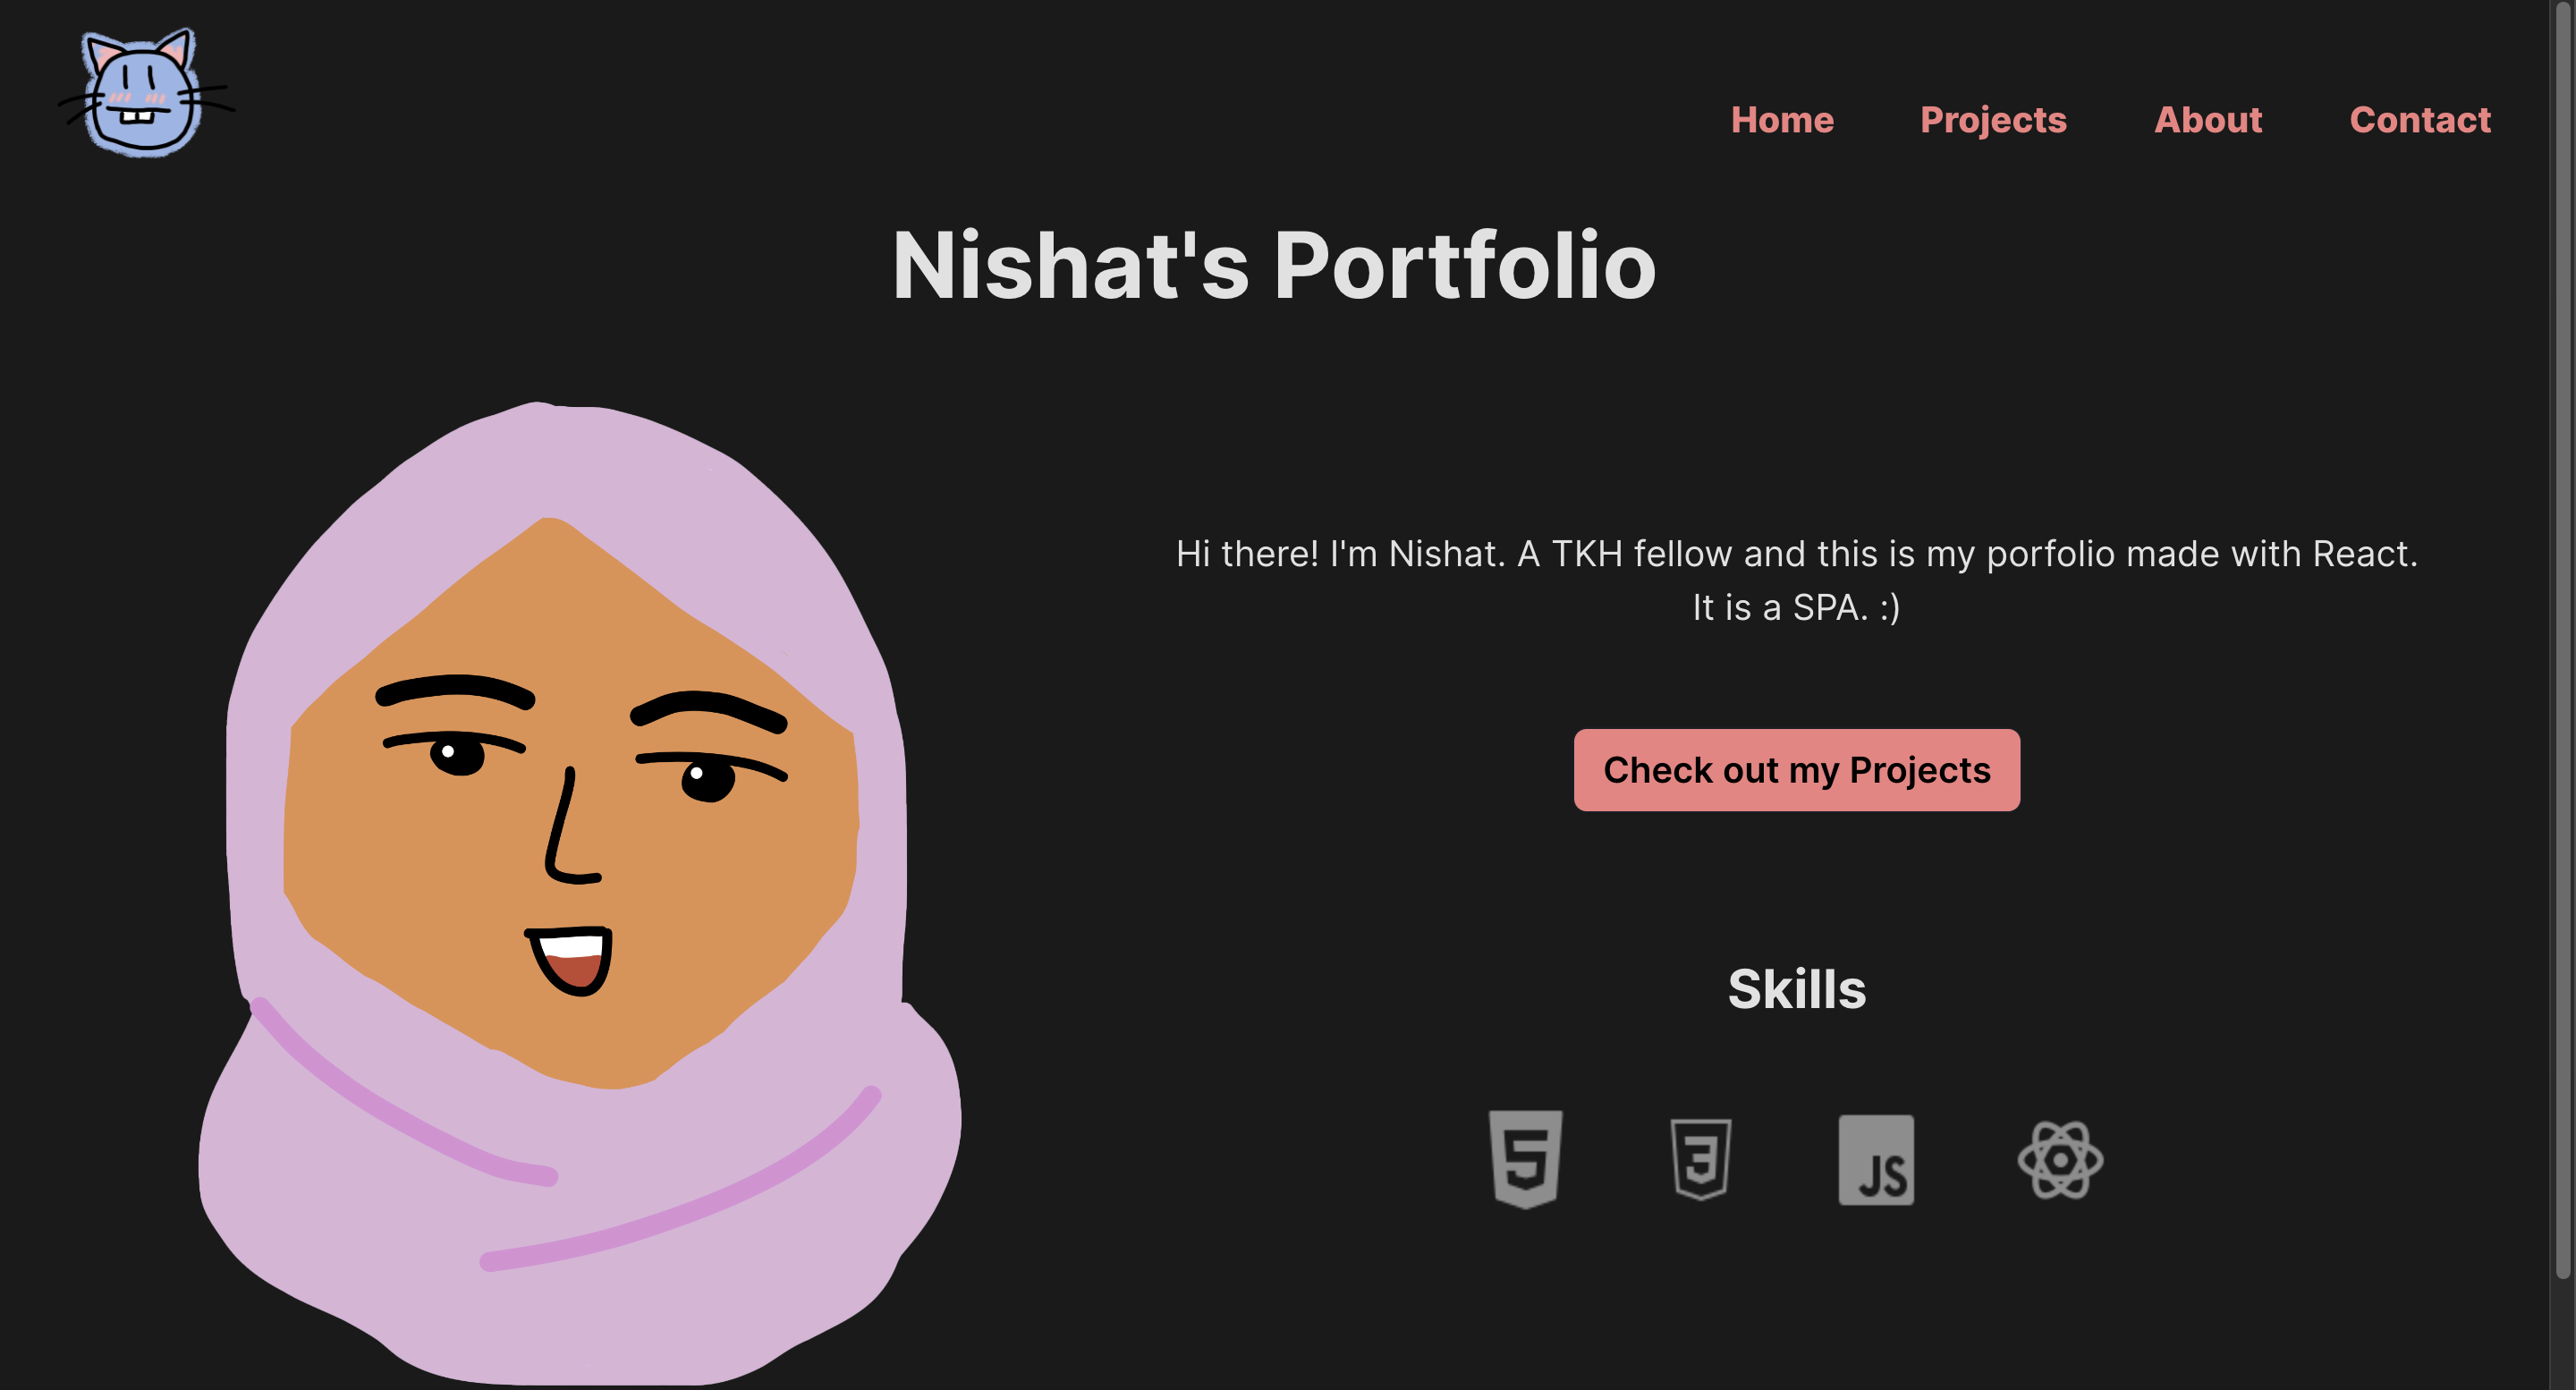 Home Projects About Contact
Nishat's Portfolio
Hi there! I'm Nishat. A TKH fellow and this is my porfolio made with React.
It is a SPA. :)
Check out my Projects
Skills
5 3 JS